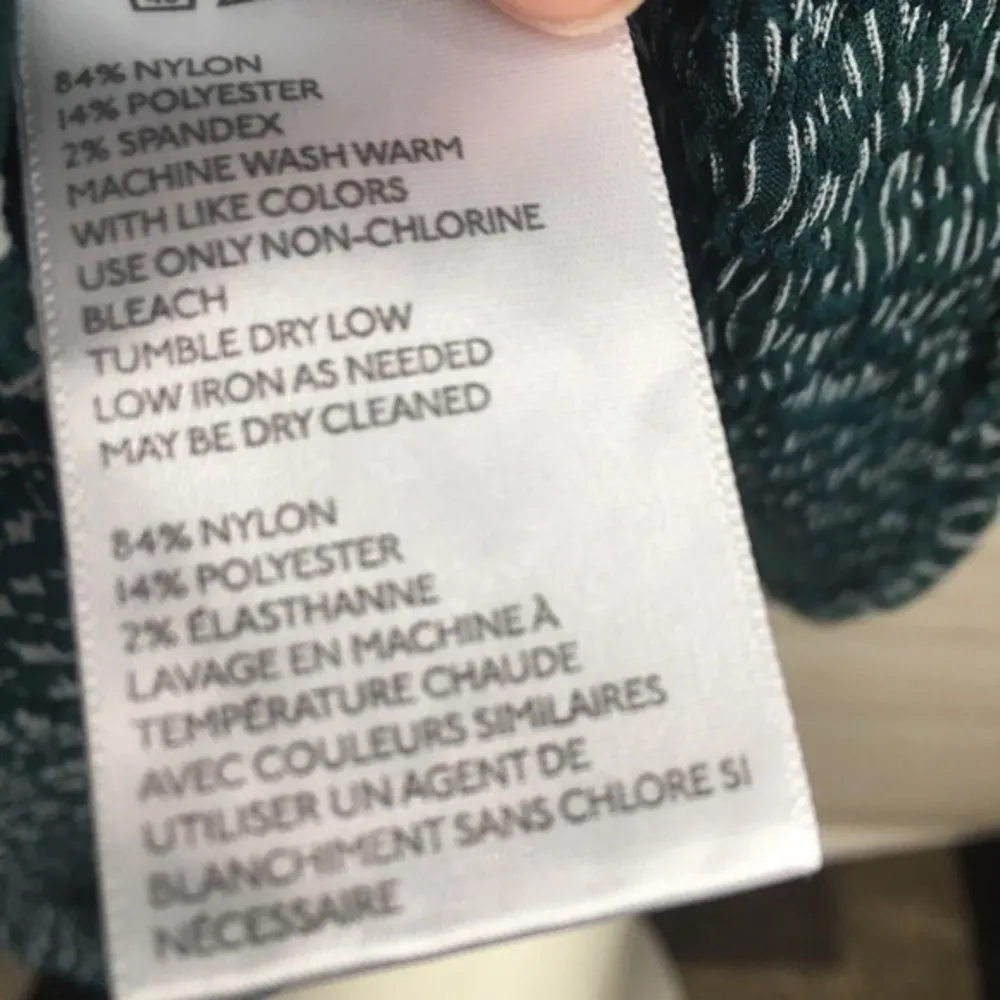 84% NYLON
14% POLYESTER
2% SPANDEX
MACHINE WASH WARM
WITH LIKE COLORS
USE ONLY NON-CHLORINE
BLEACH
TUMBLE DRY LOW
LOW IRON AS NEEDED
MAY BE DRY CLEANED
84% NYLON
14% POLYESTER
2% ÉLASTHANNE
LAVAGE EN MACHINE À
TEMPÉRATURE CHAUDE
AVEC COULEURS SIMILAIRES
UTILISER UN AGENT DE
BLANCHIMENT SANS CHLORE SI
NÉCESSAIRE